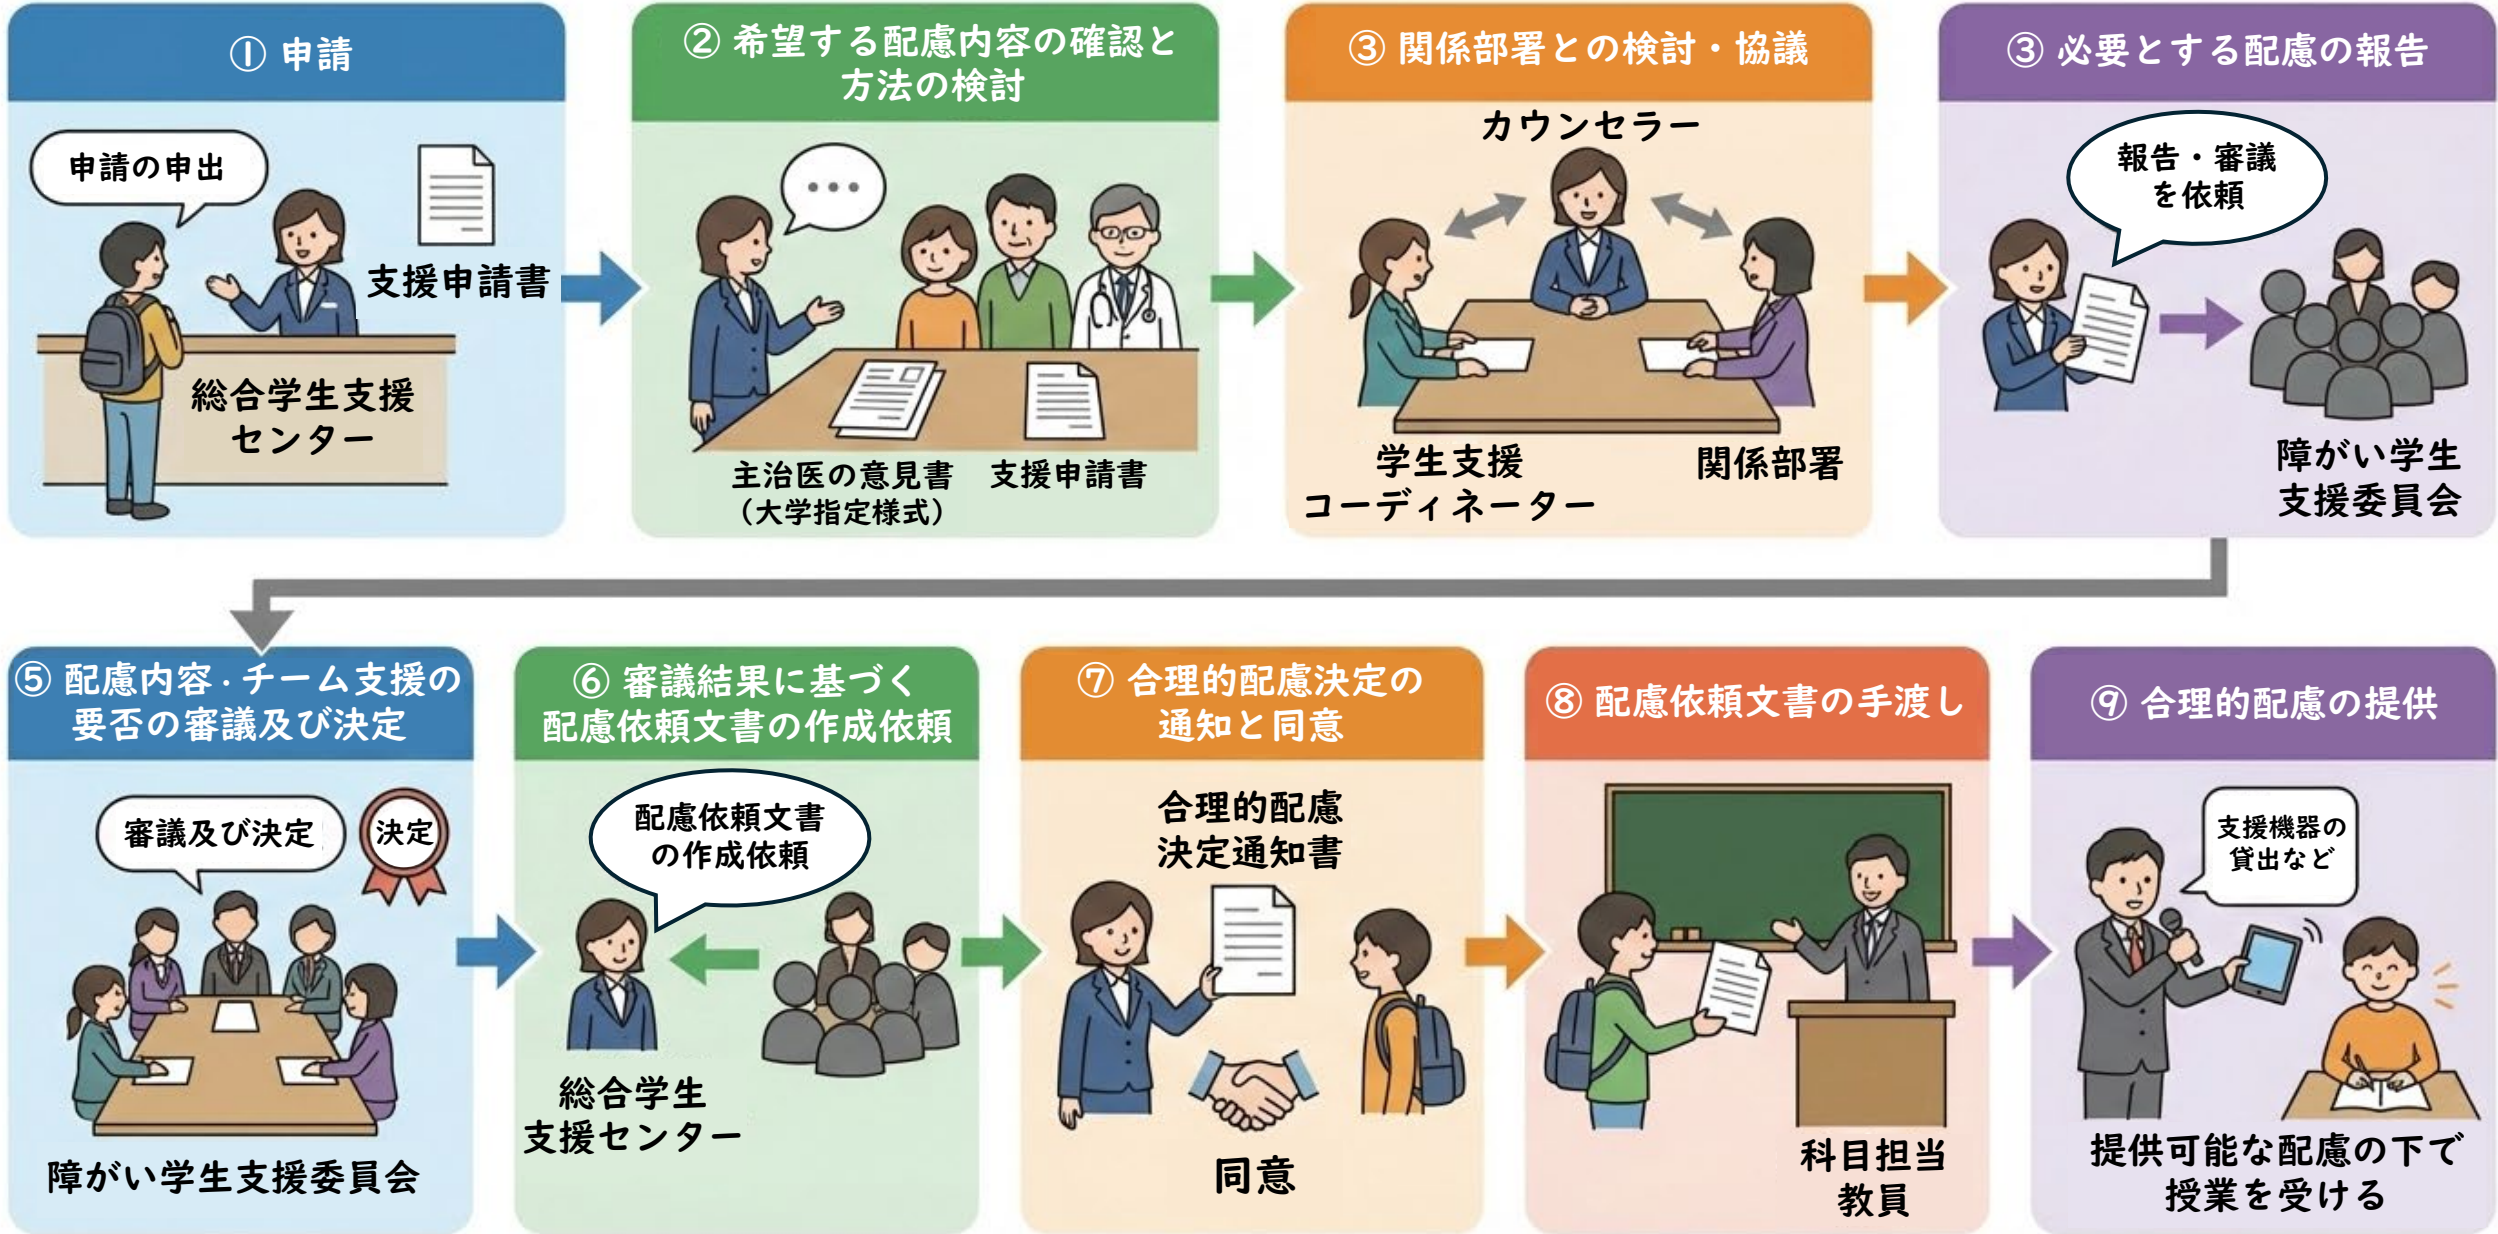 ① 申請
申請の申出
支援申請書
総合学生支援
センター
② 希望する配慮内容の確認と
方法の検討
主治医の意見書
（大学指定様式）
支援申請書
③ 関係部署との検討・協議
カウンセラー
学生支援
コーディネーター
関係部署
③ 必要とする配慮の報告
報告・審議
を依頼
障がい学生
支援委員会
⑤ 配慮内容・チーム支援の
要否の審議及び決定
審議及び決定
決定
障がい学生支援委員会
⑥ 審議結果に基づく
配慮依頼文書の作成依頼
配慮依頼文書
の作成依頼
総合学生
支援センター
⑦ 合理的配慮決定の
通知と同意
合理的配慮
決定通知書
同意
⑧ 配慮依頼文書の手渡し
科目担当
教員
⑨ 合理的配慮の提供
支援機器の
貸出など
提供可能な配慮の下で
授業を受ける